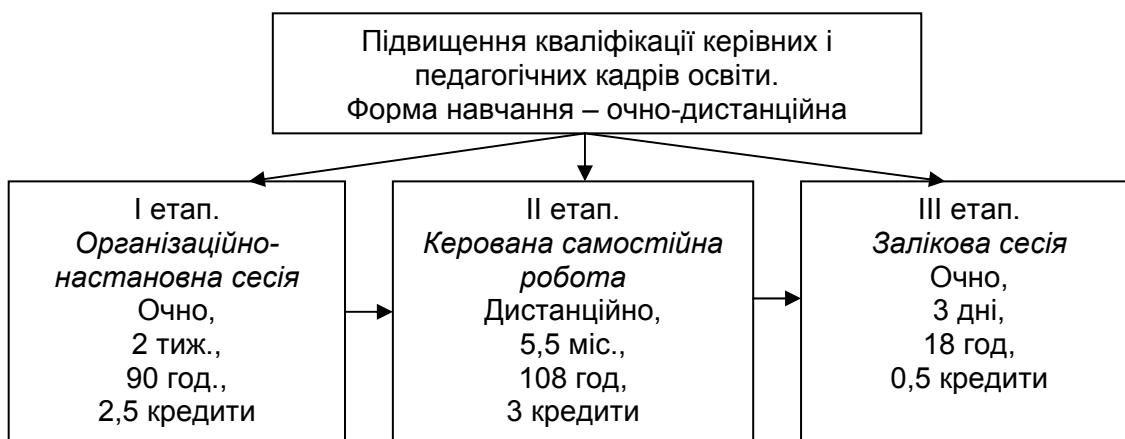 Підвищення кваліфікації керівних і
педагогічних кадрів освіти.
Форма навчання – очно-дистанційна
І етап.
Організаційно-
настановна сесія
Очно,
2 тиж.,
90 год.,
2,5 кредити
ІІ етап.
Керована самостійна
робота
Дистанційно,
5,5 міс.,
108 год,
3 кредити
ІІІ етап.
Залікова сесія
Очно,
3 дні,
18 год,
0,5 кредити